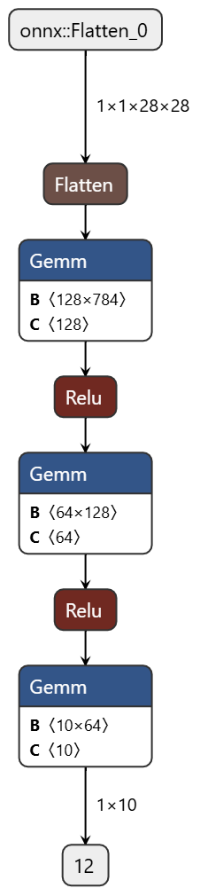 onnx::Flatten_0
1×1×28×28
Flatten
Gemm
B ⟨128×784⟩
C ⟨128⟩
Relu
Gemm
B ⟨64×128⟩
C ⟨64⟩
Relu
Gemm
B ⟨10×64⟩
C ⟨10⟩
1×10
12